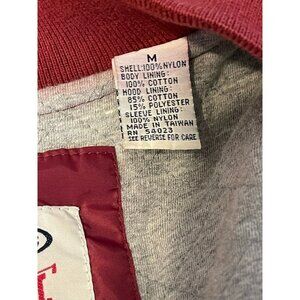 M
SHELL:100%NYLON
BODY LINING:
100% COTTON
HOOD LINING:
85% COTTON
15% POLYESTER
SLEEVE LINING:
100% NYLON
MADE IN TAIWAN
RN 54023
SEE REVERSE FOR CARE